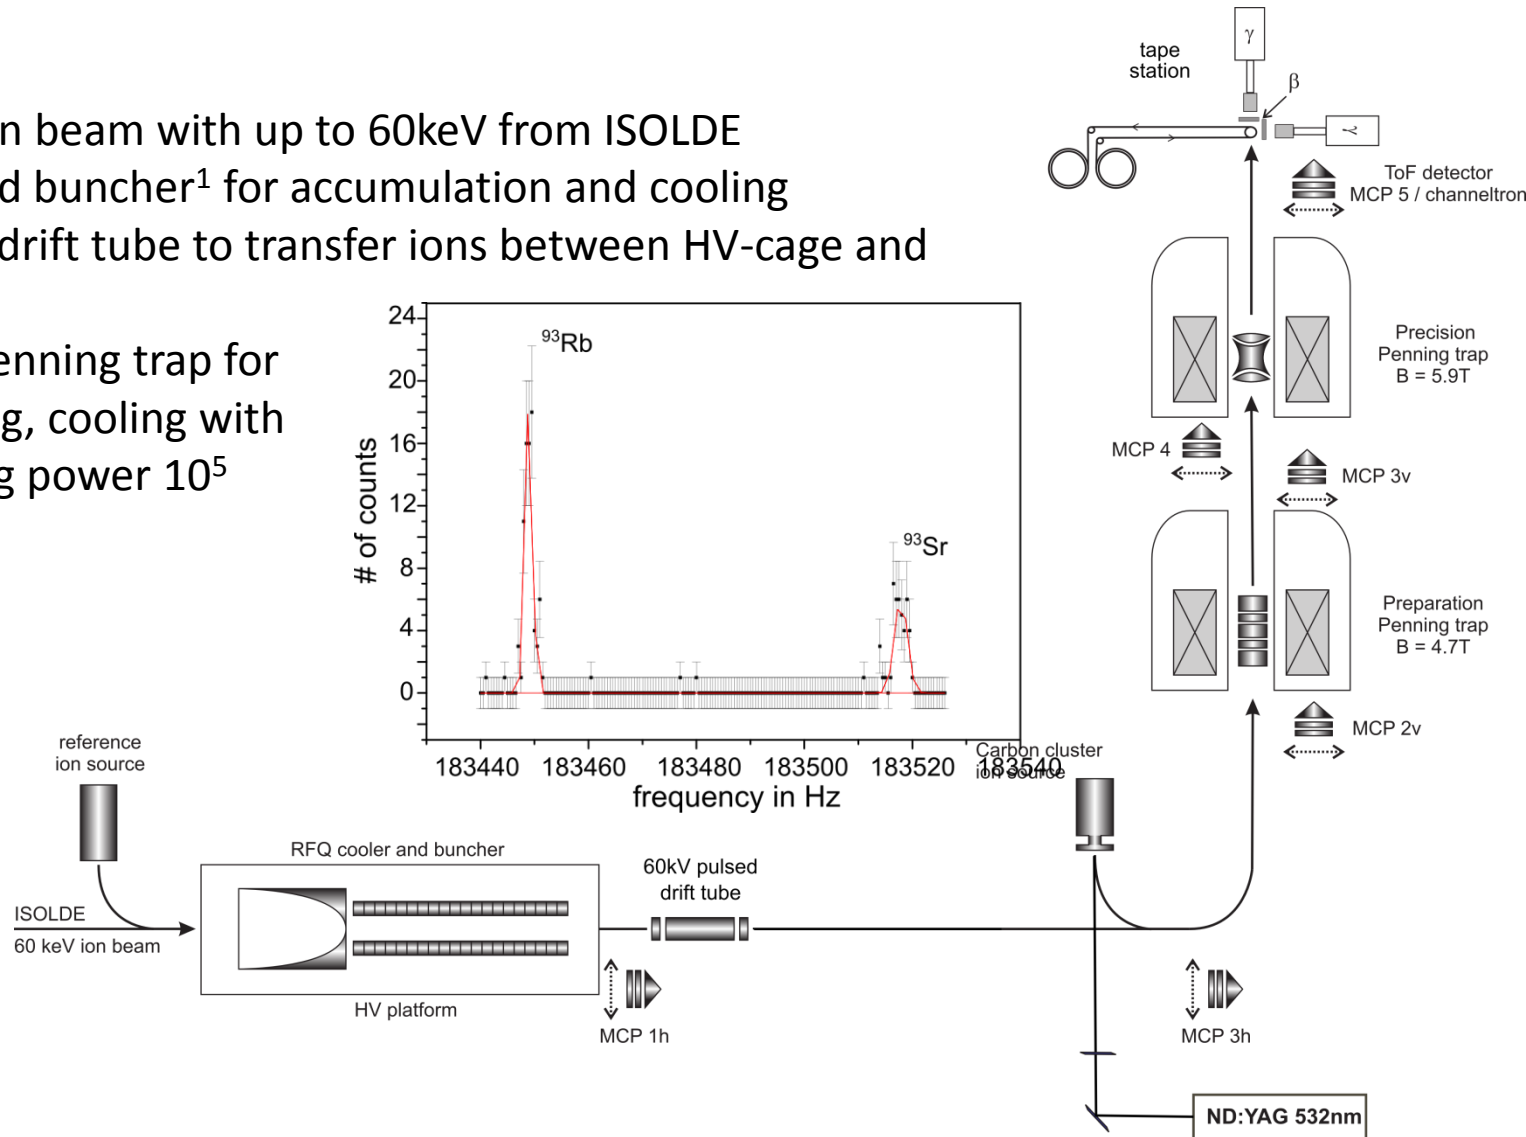 n beam with up to 60keV from ISOLDE
d buncher¹ for accumulation and cooling
drift tube to transfer ions between HV-cage and
enning trap for
g, cooling with
g power 10⁵
24
20
16
12
8
4
0
# of counts
⁹³Rb
⁹³Sr
183440 183460 183480 183500 183520 183540
frequency in Hz
tape
station
γ
β
γ
ToF detector
MCP 5 / channeltron
Precision
Penning trap
B = 5.9T
MCP 4
MCP 3v
Preparation
Penning trap
B = 4.7T
MCP 2v
Carbon cluster
ion source
reference
ion source
RFQ cooler and buncher
60kV pulsed
drift tube
ISOLDE
60 keV ion beam
HV platform
MCP 1h
MCP 3h
ND:YAG 532nm